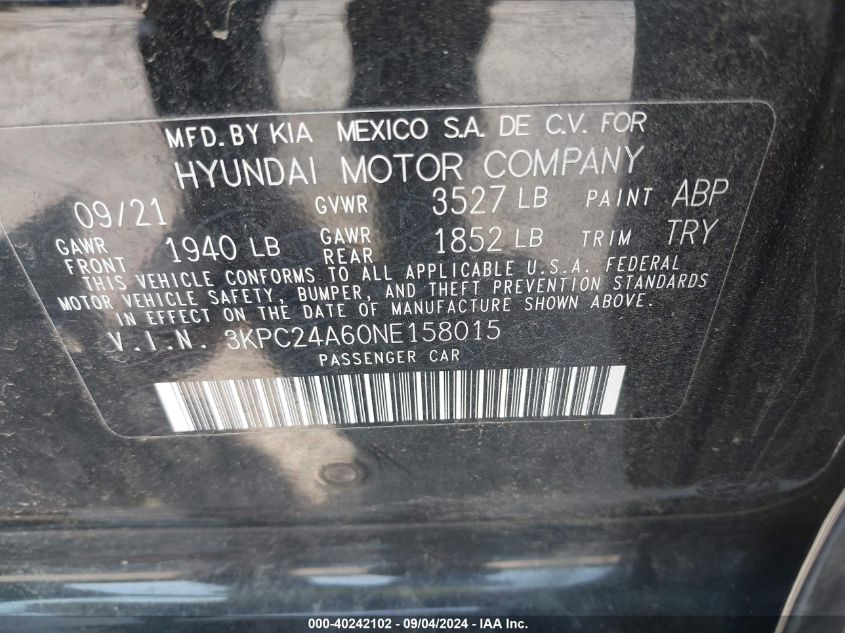 MFD. BY KIA MEXICO S.A. DE C.V. FOR
HYUNDAI MOTOR COMPANY
09/21 GVWR 3527 LB PAINT ABP
GAWR FRONT 1940 LB GAWR REAR 1852 LB TRIM TRY
THIS VEHICLE CONFORMS TO ALL APPLICABLE U.S.A. FEDERAL
MOTOR VEHICLE SAFETY, BUMPER, AND THEFT PREVENTION STANDARDS
IN EFFECT ON THE DATE OF MANUFACTURE SHOWN ABOVE.
V.I.N. 3KPC24A60NE158015
PASSENGER CAR
000-40242102 - 09/04/2024 - IAA Inc.